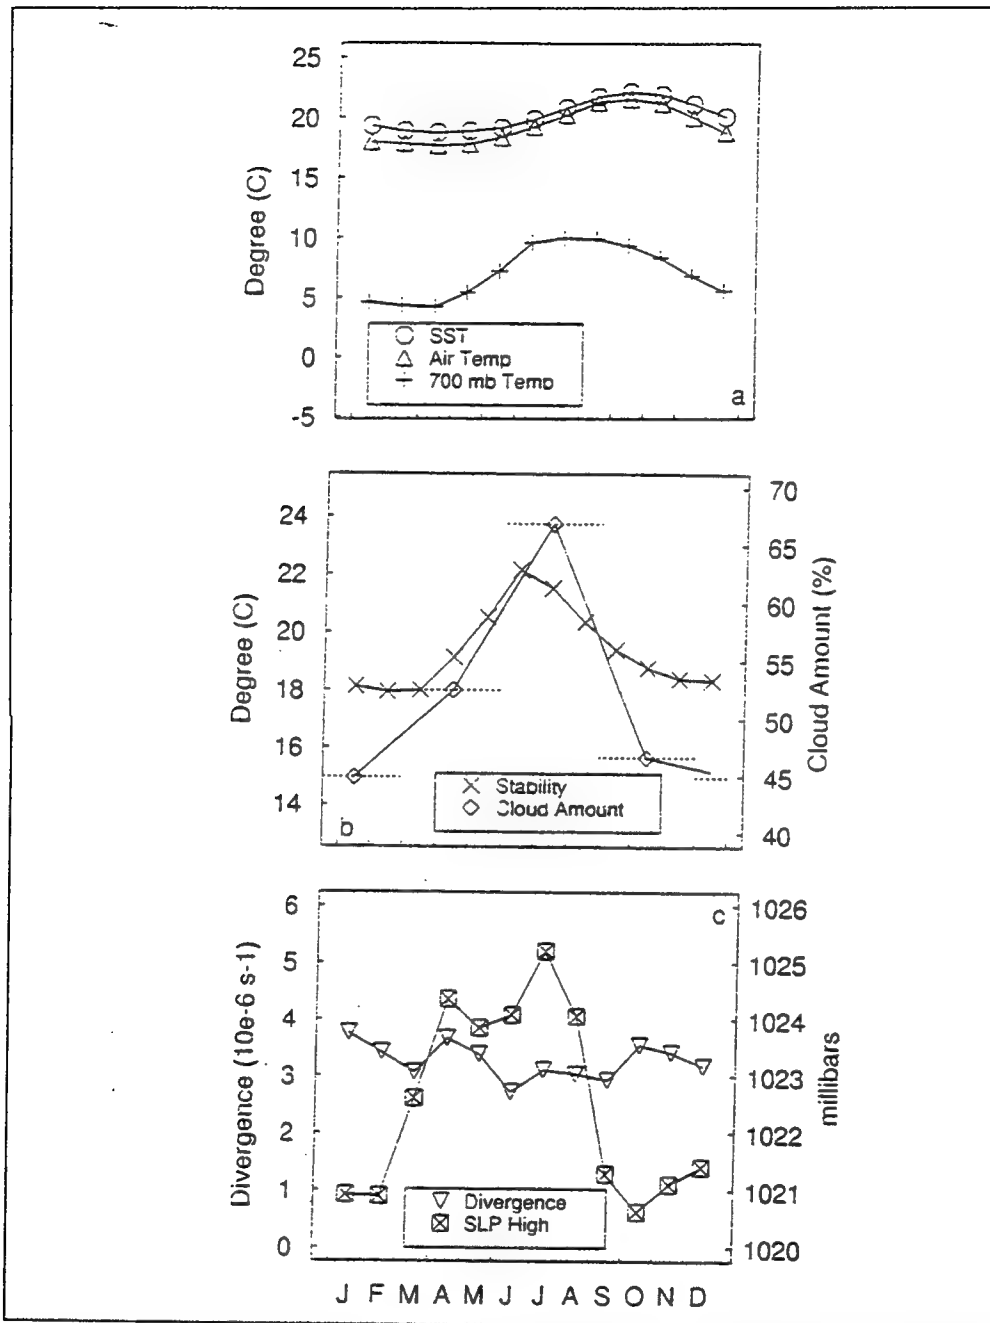 25
20
15
10
5
0
-5
Degree (C)
SST
Air Temp
700 mb Temp
a
24
22
20
18
16
14
Degree (C)
70
65
60
55
50
45
40
Cloud Amount (%)
Stability
Cloud Amount
b
6
5
4
3
2
1
0
Divergence (10e-6 s-1)
c
1026
1025
1024
1023
1022
1021
1020
millibars
Divergence
SLP High
J F M A M J J A S O N D